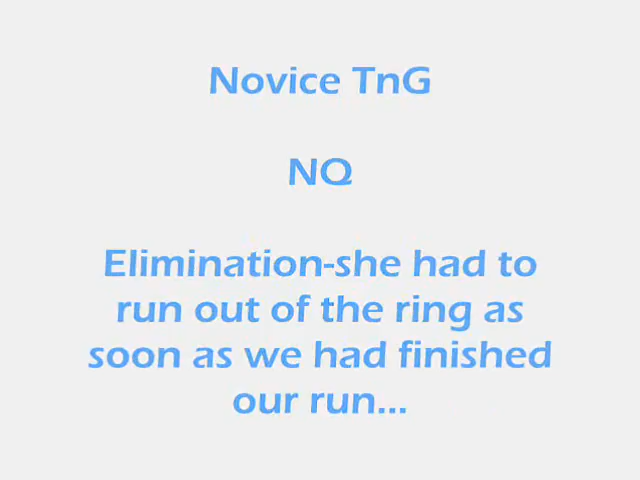 Novice TnG
NQ
Elimination-she had to
run out of the ring as
soon as we had finished
our run...